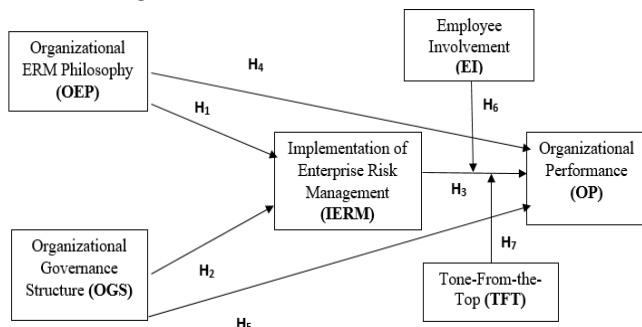 Organizational
ERM Philosophy
(OEP)
Employee
Involvement
(EI)
H4
H1
H6
Implementation of
Enterprise Risk
Management
(IERM)
Organizational
Performance
(OP)
H3
Organizational
Governance
Structure (OGS)
H2
H7
Tone-From-the-
Top (TFT)
H5